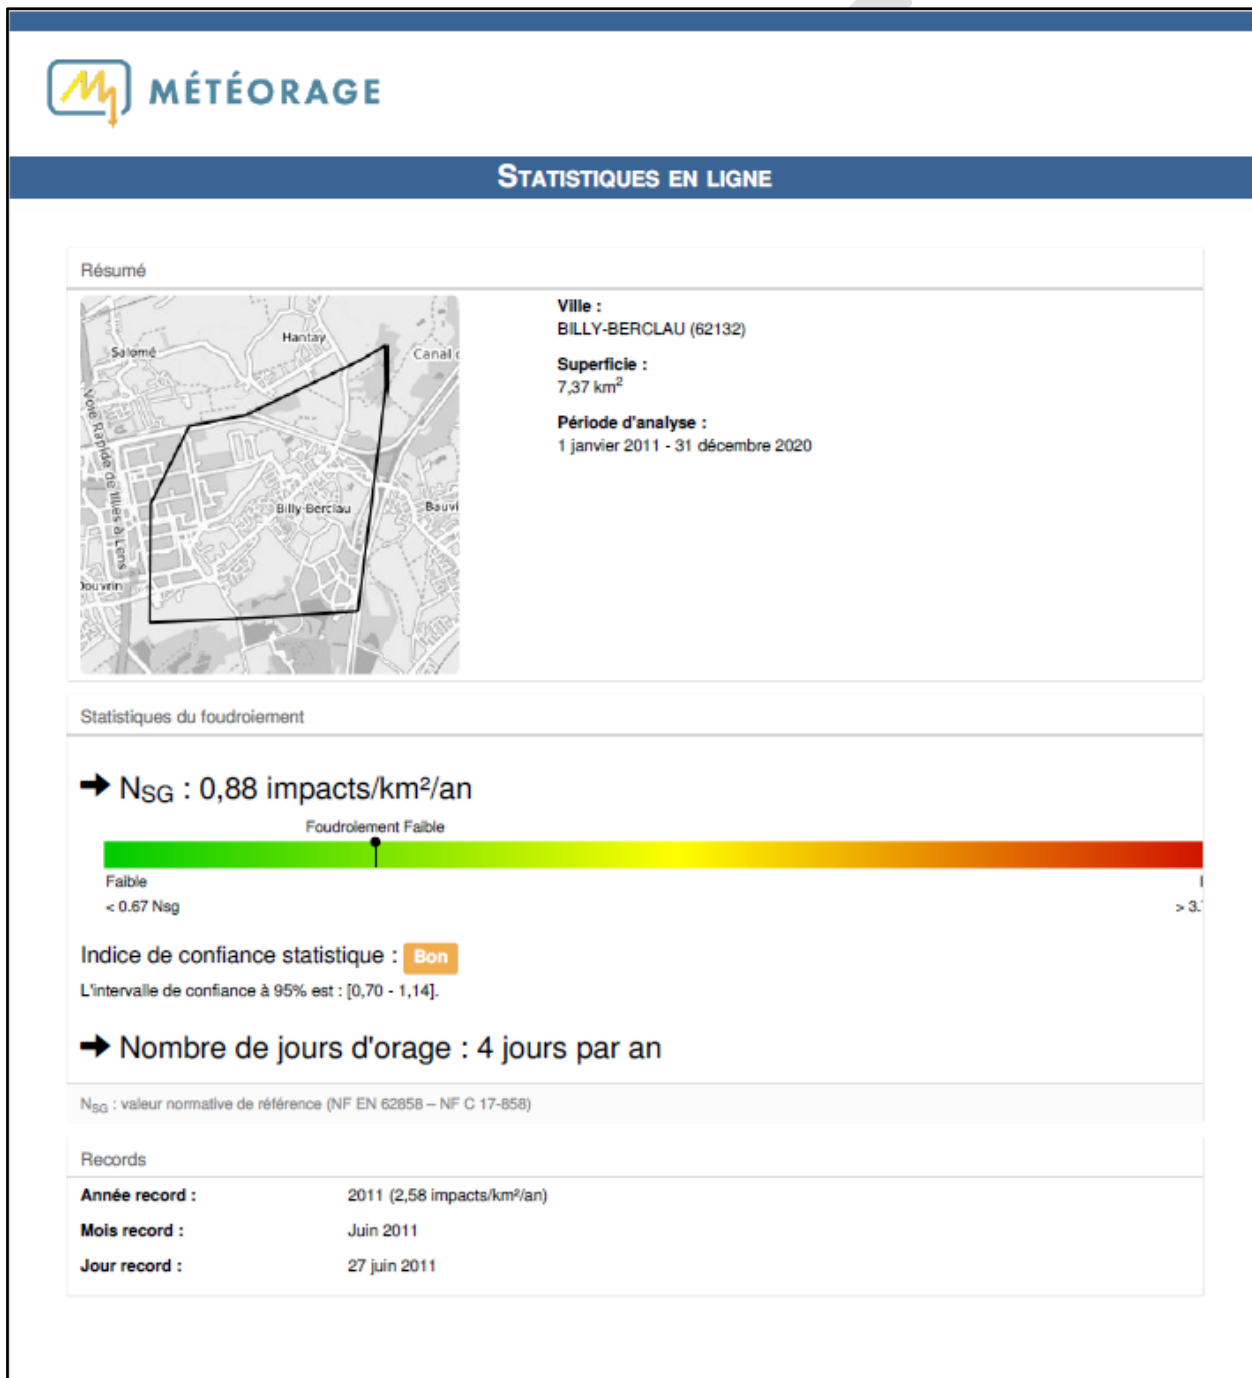 MÉTÉORAGE
STATISTIQUES EN LIGNE
Résumé
Salomé
Hantay
Canal
Voie Rapide de Illies à Lens
Billy-Berclau
Bauvi
Douvrin
Ville :
BILLY-BERCLAU (62132)
Superficie :
7,37 km²
Période d'analyse :
1 janvier 2011 - 31 décembre 2020
Statistiques du foudroiement
➔ NSG : 0,88 impacts/km²/an
Foudroiement Faible
Faible
< 0.67 Nsg
> 3.
Indice de confiance statistique : Bon
L'intervalle de confiance à 95% est : [0,70 - 1,14].
➔ Nombre de jours d'orage : 4 jours par an
NSG : valeur normative de référence (NF EN 62858 – NF C 17-858)
Records
Année record : 2011 (2,58 impacts/km²/an)
Mois record : Juin 2011
Jour record : 27 juin 2011